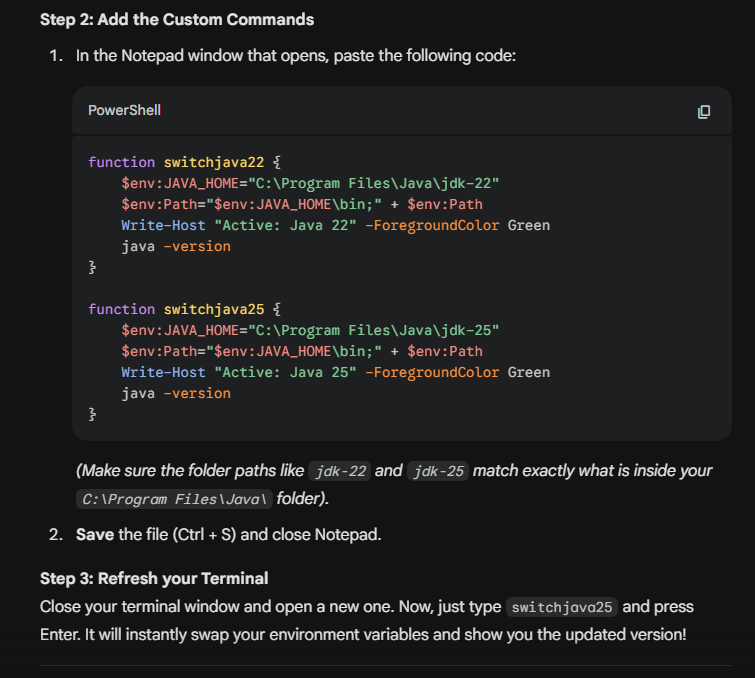 Step 2: Add the Custom Commands
1. In the Notepad window that opens, paste the following code:
PowerShell
function switchjava22 {
    $env:JAVA_HOME="C:\Program Files\Java\jdk-22"
    $env:Path="$env:JAVA_HOME\bin;" + $env:Path
    Write-Host "Active: Java 22" -ForegroundColor Green
    java -version
}

function switchjava25 {
    $env:JAVA_HOME="C:\Program Files\Java\jdk-25"
    $env:Path="$env:JAVA_HOME\bin;" + $env:Path
    Write-Host "Active: Java 25" -ForegroundColor Green
    java -version
}
(Make sure the folder paths like jdk-22 and jdk-25 match exactly what is inside your
C:\Program Files\Java\ folder).
2. Save the file (Ctrl + S) and close Notepad.
Step 3: Refresh your Terminal
Close your terminal window and open a new one. Now, just type switchjava25 and press
Enter. It will instantly swap your environment variables and show you the updated version!